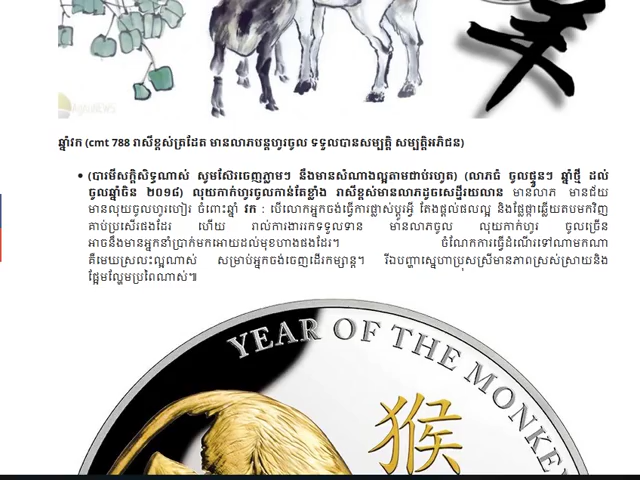 羊
NEWS
ឆ្នាំវក (cmt 788 រាសីខ្ពស់ត្រដែត មានលាភបន្តហូរចូល ទទួលបានសម្បត្តិ សម្បត្តិអភិជន)
(បារមីសក្តិសិទ្ធណាស់ សូមស៊ែរចេញភ្លាមៗ នឹងមានសំណាងល្អតាមជាប់រហូត) (លាភធំ ចូលផ្ទួនៗ ឆ្នាំថ្មី ដល់
ចូលឆ្នាំចិន ២០១៨) លុយកាក់ហូរចូលកាន់តែខ្លាំង រាសីខ្ពស់មានលាភដូចសេដ្ឋីរយលាន មានលាភ មានជ័យ
មានលុយចូលហូរហៀរ ចំពោះឆ្នាំ វក : បើលោកអ្នកចង់ធ្វើការផ្លាស់ប្តូរអ្វី តែងផ្តល់ផលល្អ និងផ្លែផ្កាឆ្លើយតបមកវិញ
គាប់ប្រសើរផងដែរ ហើយ រាល់ការងាររកទទួលទាន មានលាភចូល លុយកាក់ហូរ ចូលច្រើន
អាចនឹងមានអ្នកនាំប្រាក់មកអោយដល់មុខហាងផងដែរ។ ចំណែកការធ្វើដំណើរទៅណាមកណា
គឺមេឃស្រលះល្អណាស់ សម្រាប់អ្នកចង់ចេញដើរកម្សាន្ត។ រីឯបញ្ហាស្នេហាប្រុសស្រីមានភាពស្រស់ស្រាយនិង
ផ្អែមល្ហែមប្រពៃណាស់៕
YEAR OF THE MONKEY
猴